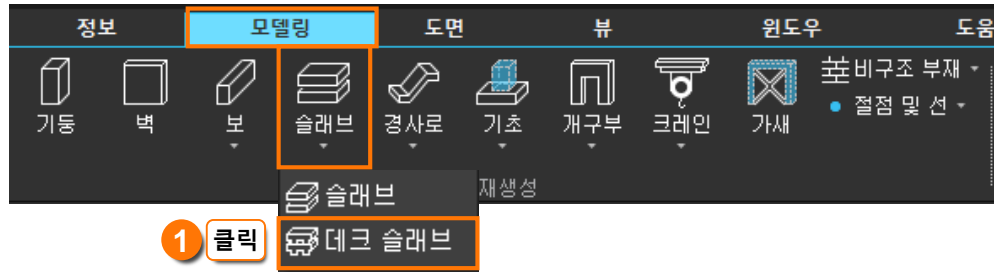 정보 모델링 도면 뷰 윈도우 도움
기둥 벽 보 슬래브 경사로 기초 개구부 크레인 가새 비구조 부재
절점 및 선
슬래브 재생성
1 클릭 데크 슬래브